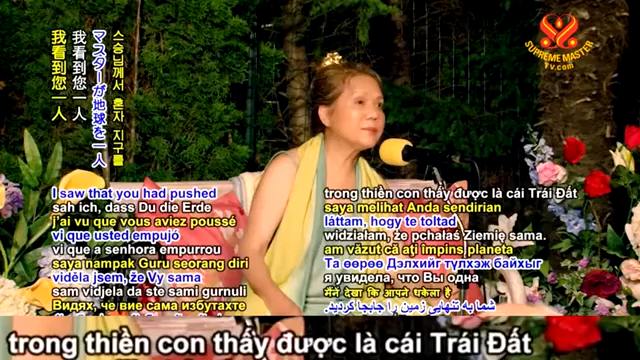 스승님께서 혼자 지구를
マスターが地球を一人
我看到您一人
我看到您一人
SUPREME MASTER
TV.com
I saw that you had pushed
sah ich, dass Du die Erde
j'ai vu que vous aviez poussé
vi que usted empujó
vi que a senhora empurrou
saya nampak Guru seorang diri
viděla jsem, že Vy sama
sam vidjela da ste sami gurnuli
Видях, че вие сама избутахте
trong thiền con thấy được là cái Trái Đất
saya melihat Anda sendirian
láttam, hogy te toltad
widziałam, że pchałaś Ziemię sama.
am văzut că ați împins planeta
Та өөрөө Дэлхийг түлхэж байхыг
я увидела, что Вы одна
मैंने देखा कि आपने धकेला है
شما به تنهایی زمین را جابجا کردید.
trong thiền con thấy được là cái Trái Đất